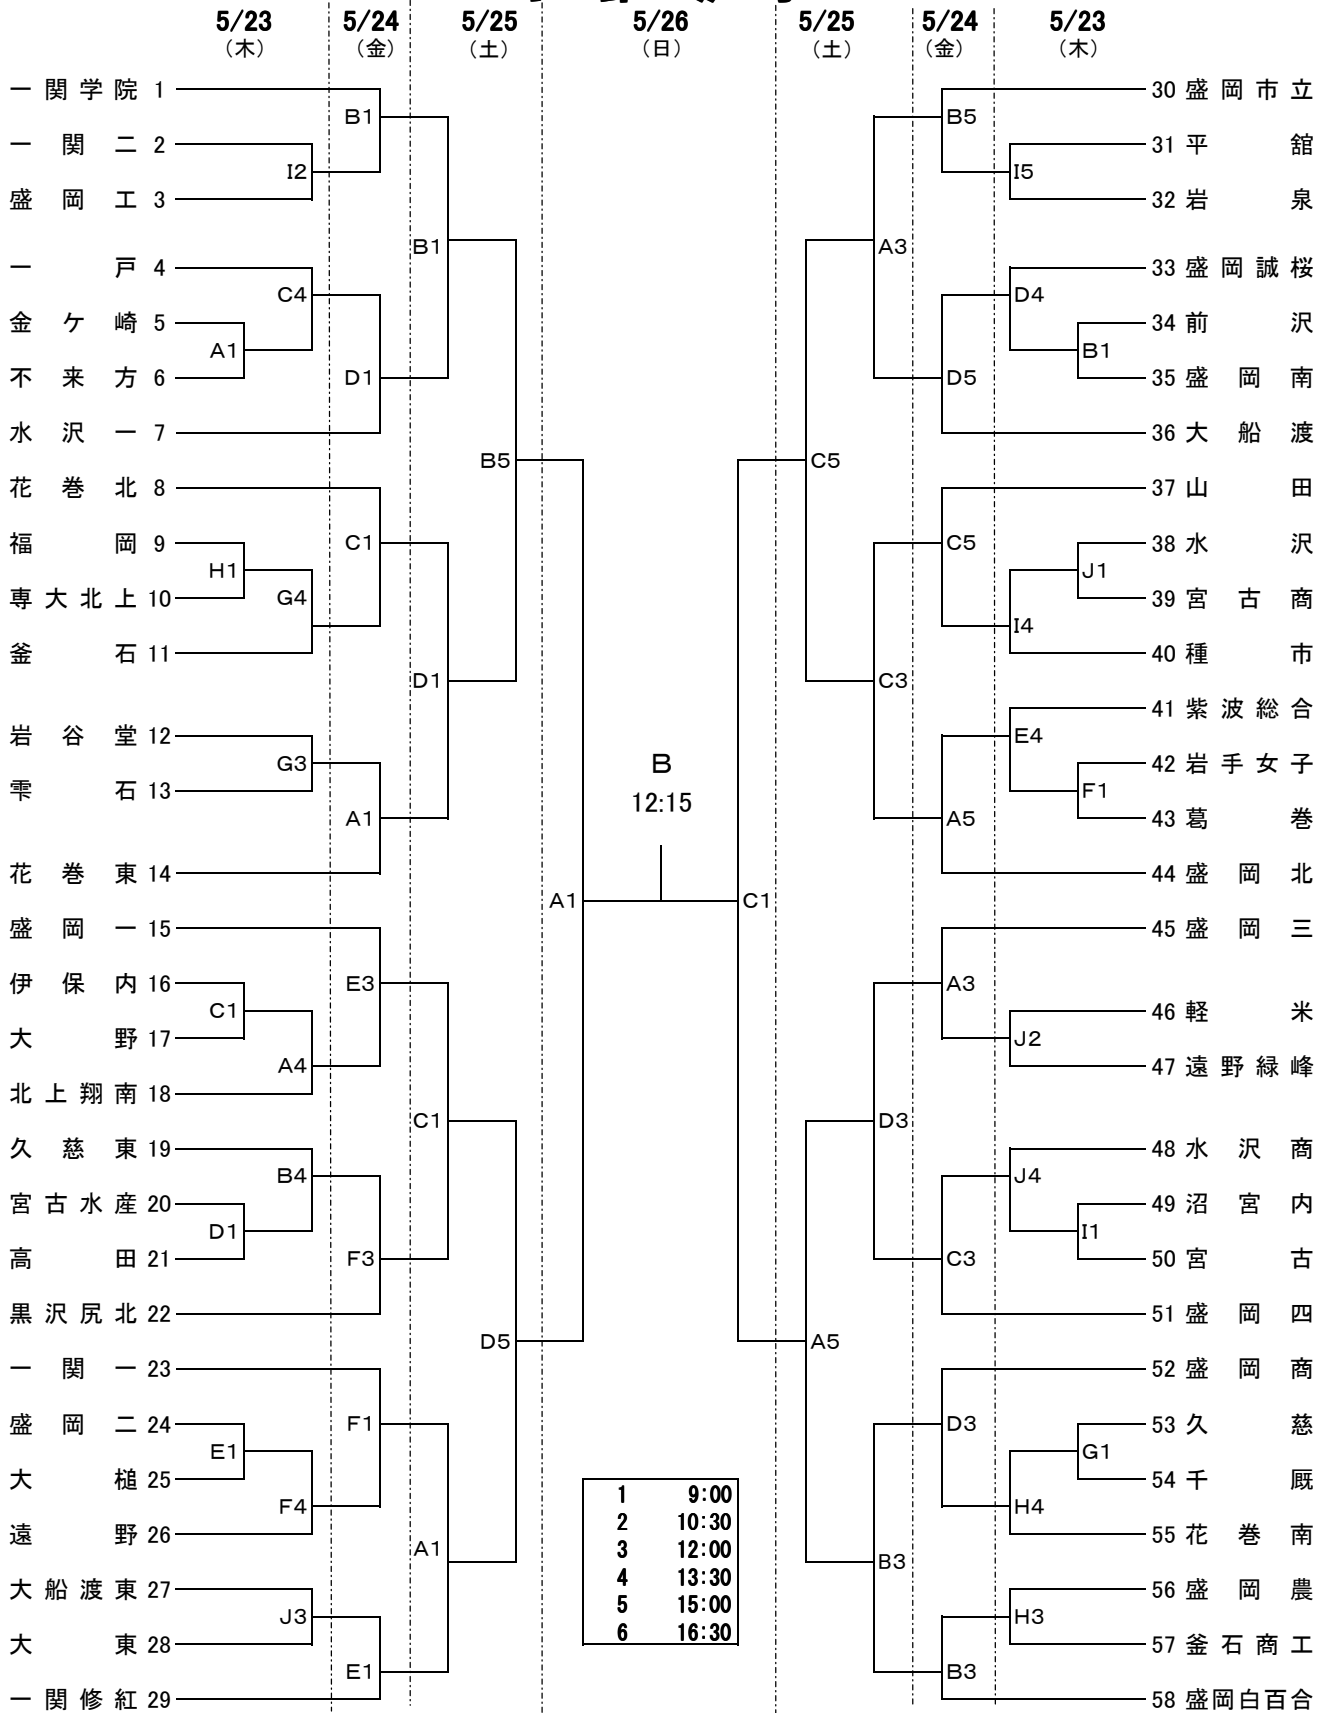 5/23 5/24 5/25 5/26 5/25 5/24 5/23
(木) (金) (土) (日) (土) (金) (木)
一関学院 1
B1
一関二 2
I2
盛岡工 3
B1
一戸 4
C4
金ケ崎 5
A1
不来方 6
D1
水沢一 7
B5
花巻北 8
C1
福岡 9
H1
専大北上 10
G4
釜石 11
D1
岩谷堂 12
G3
雫石 13
A1
花巻東 14
A1
盛岡一 15
E3
伊保内 16
C1
大野 17
A4
北上翔南 18
C1
久慈東 19
B4
宮古水産 20
D1
高田 21
F3
黒沢尻北 22
D5
一関一 23
F1
盛岡二 24
E1
大槌 25
F4
遠野 26
A1
大船渡東 27
J3
大東 28
E1
一関修紅 29
B
12:15
1 9:00
2 10:30
3 12:00
4 13:30
5 15:00
6 16:30
30 盛岡市立
B5
31 平舘
I5
32 岩泉
A3
33 盛岡誠桜
D4
34 前沢
B1
35 盛岡南
D5
36 大船渡
C5
37 山田
C5
38 水沢
J1
39 宮古商
I4
40 種市
C3
41 紫波総合
E4
42 岩手女子
F1
43 葛巻
A5
44 盛岡北
C1
45 盛岡三
A3
46 軽米
J2
47 遠野緑峰
D3
48 水沢商
J4
49 沼宮内
I1
50 宮古
C3
51 盛岡四
A5
52 盛岡商
D3
53 久慈
G1
54 千厩
H4
55 花巻南
B3
56 盛岡農
H3
57 釜石商工
B3
58 盛岡白百合